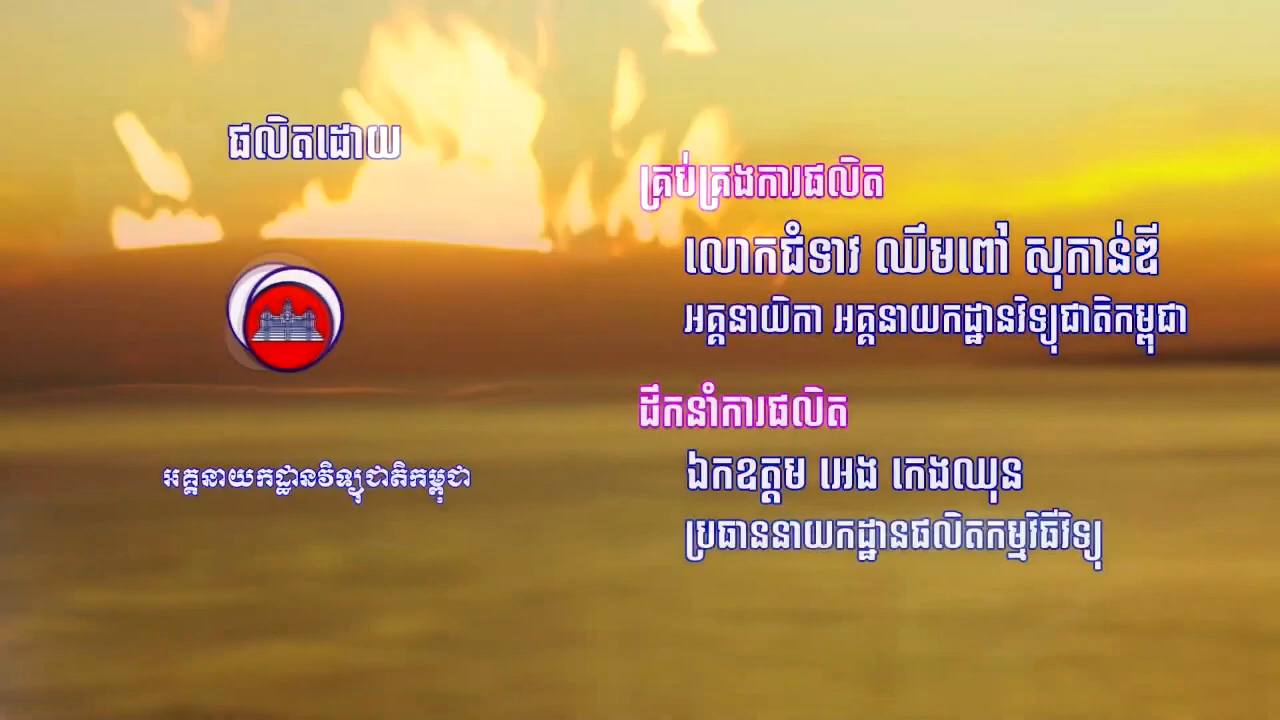 ផលិតដោយ
អគ្គនាយកដ្ឋានវិទ្យុជាតិកម្ពុជា
គ្រប់គ្រងការផលិត
លោកជំទាវ ឈឹមពៅ សុកាន់ឌី
អគ្គនាយិកា អគ្គនាយកដ្ឋានវិទ្យុជាតិកម្ពុជា
ដឹកនាំការផលិត
ឯកឧត្តម អេង កេងឈុន
ប្រធាននាយកដ្ឋានផលិតកម្មវិធីវិទ្យុ